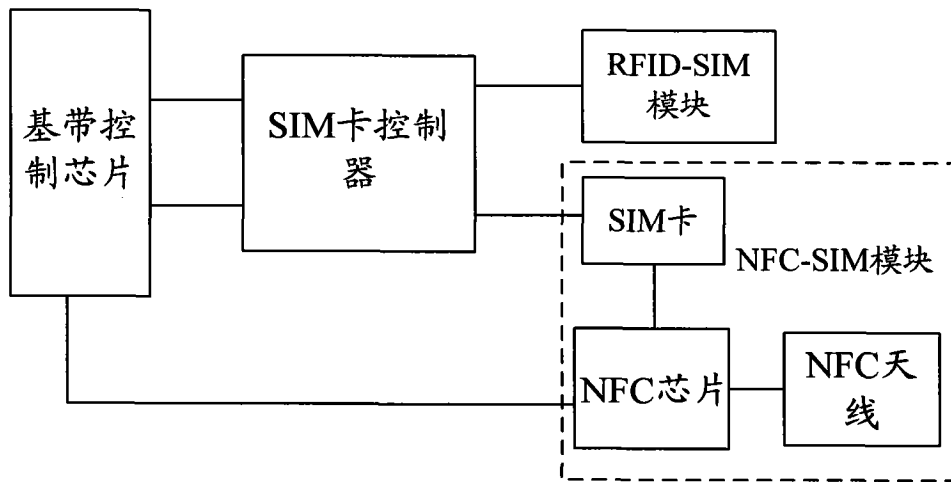 基带控
制芯片
SIM卡控制
器
RFID-SIM
模块
SIM卡
NFC-SIM模块
NFC芯片
NFC天
线